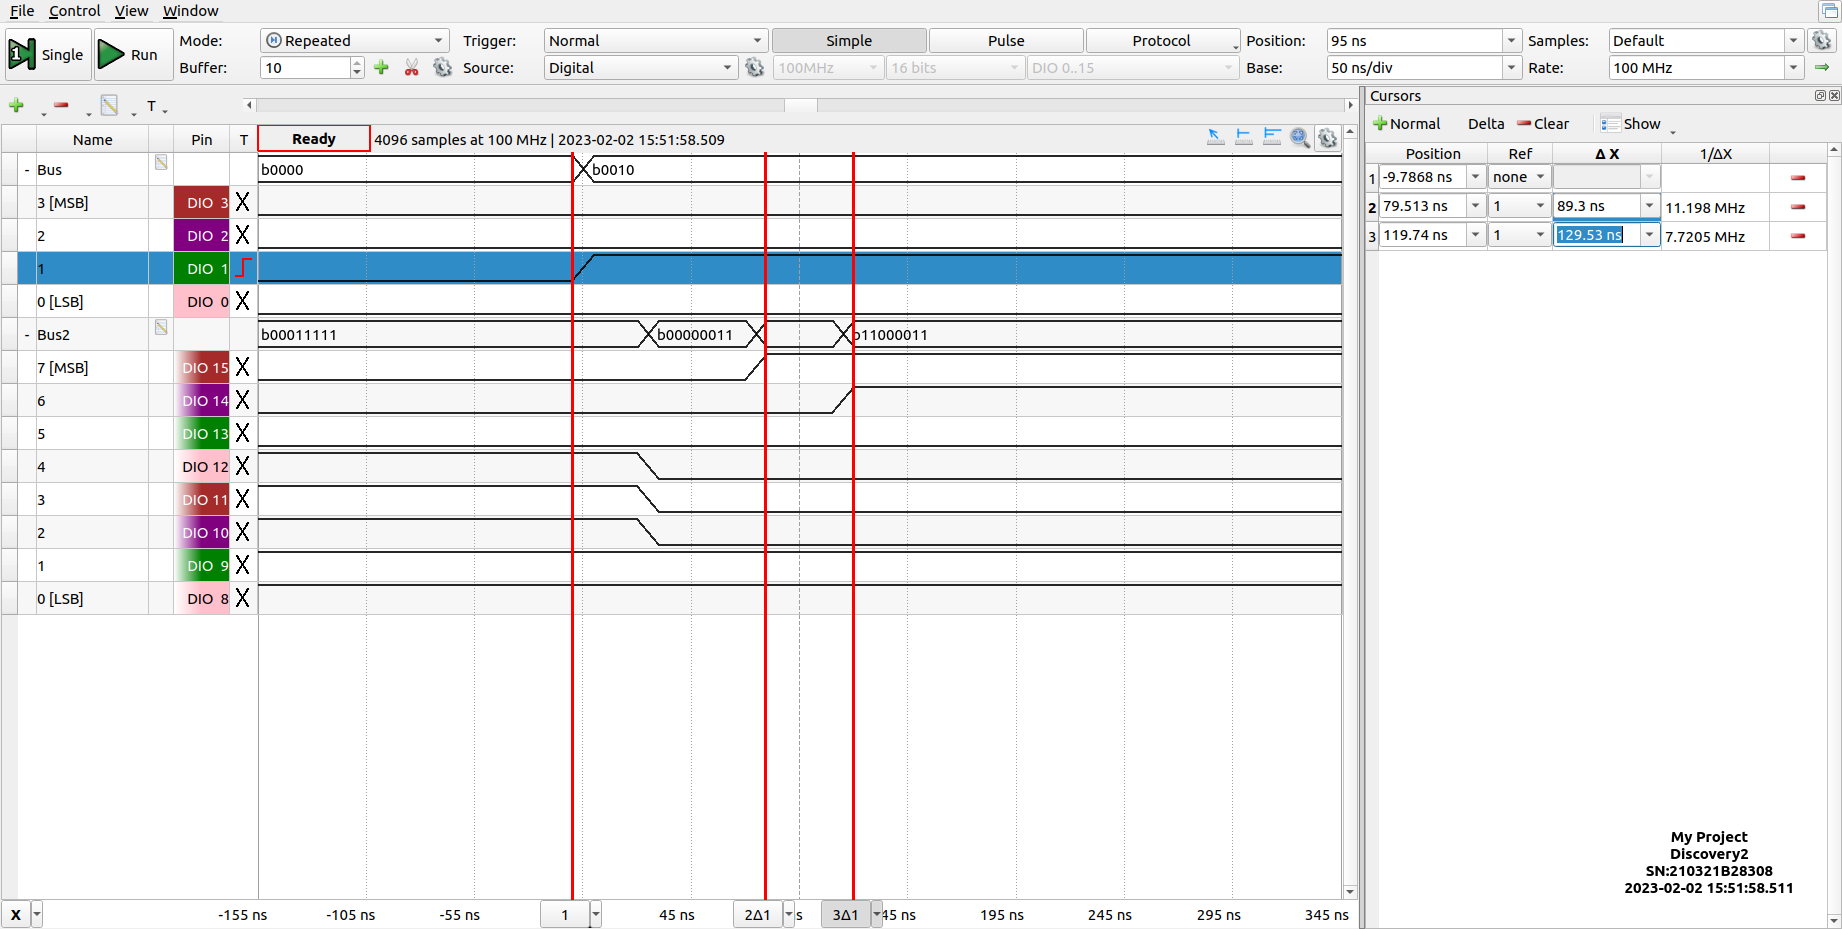 File Control View Window
Single Run Mode: Repeated Trigger: Normal Simple Pulse Protocol Position: 95 ns Samples: Default
Buffer: 10 Source: Digital 100MHz 16 bits DIO 0..15 Base: 50 ns/div Rate: 100 MHz
T
Name Pin T Ready 4096 samples at 100 MHz | 2023-02-02 15:51:58.509
- Bus b0000 b0010
3 [MSB] DIO 3 X
2 DIO 2 X
1 DIO 1
0 [LSB] DIO 0 X
- Bus2 b00011111 b00000011 b11000011
7 [MSB] DIO 15 X
6 DIO 14 X
5 DIO 13 X
4 DIO 12 X
3 DIO 11 X
2 DIO 10 X
1 DIO 9 X
0 [LSB] DIO 8 X
X -155 ns -105 ns -55 ns 1 45 ns 2Δ1 s 3Δ1 45 ns 195 ns 245 ns 295 ns 345 ns
Cursors
Normal Delta Clear Show
Position Ref Δ X 1/ΔX
1 -9.7868 ns none
2 79.513 ns 1 89.3 ns 11.198 MHz
3 119.74 ns 1 129.53 ns 7.7205 MHz
My Project
Discovery2
SN:210321B28308
2023-02-02 15:51:58.511